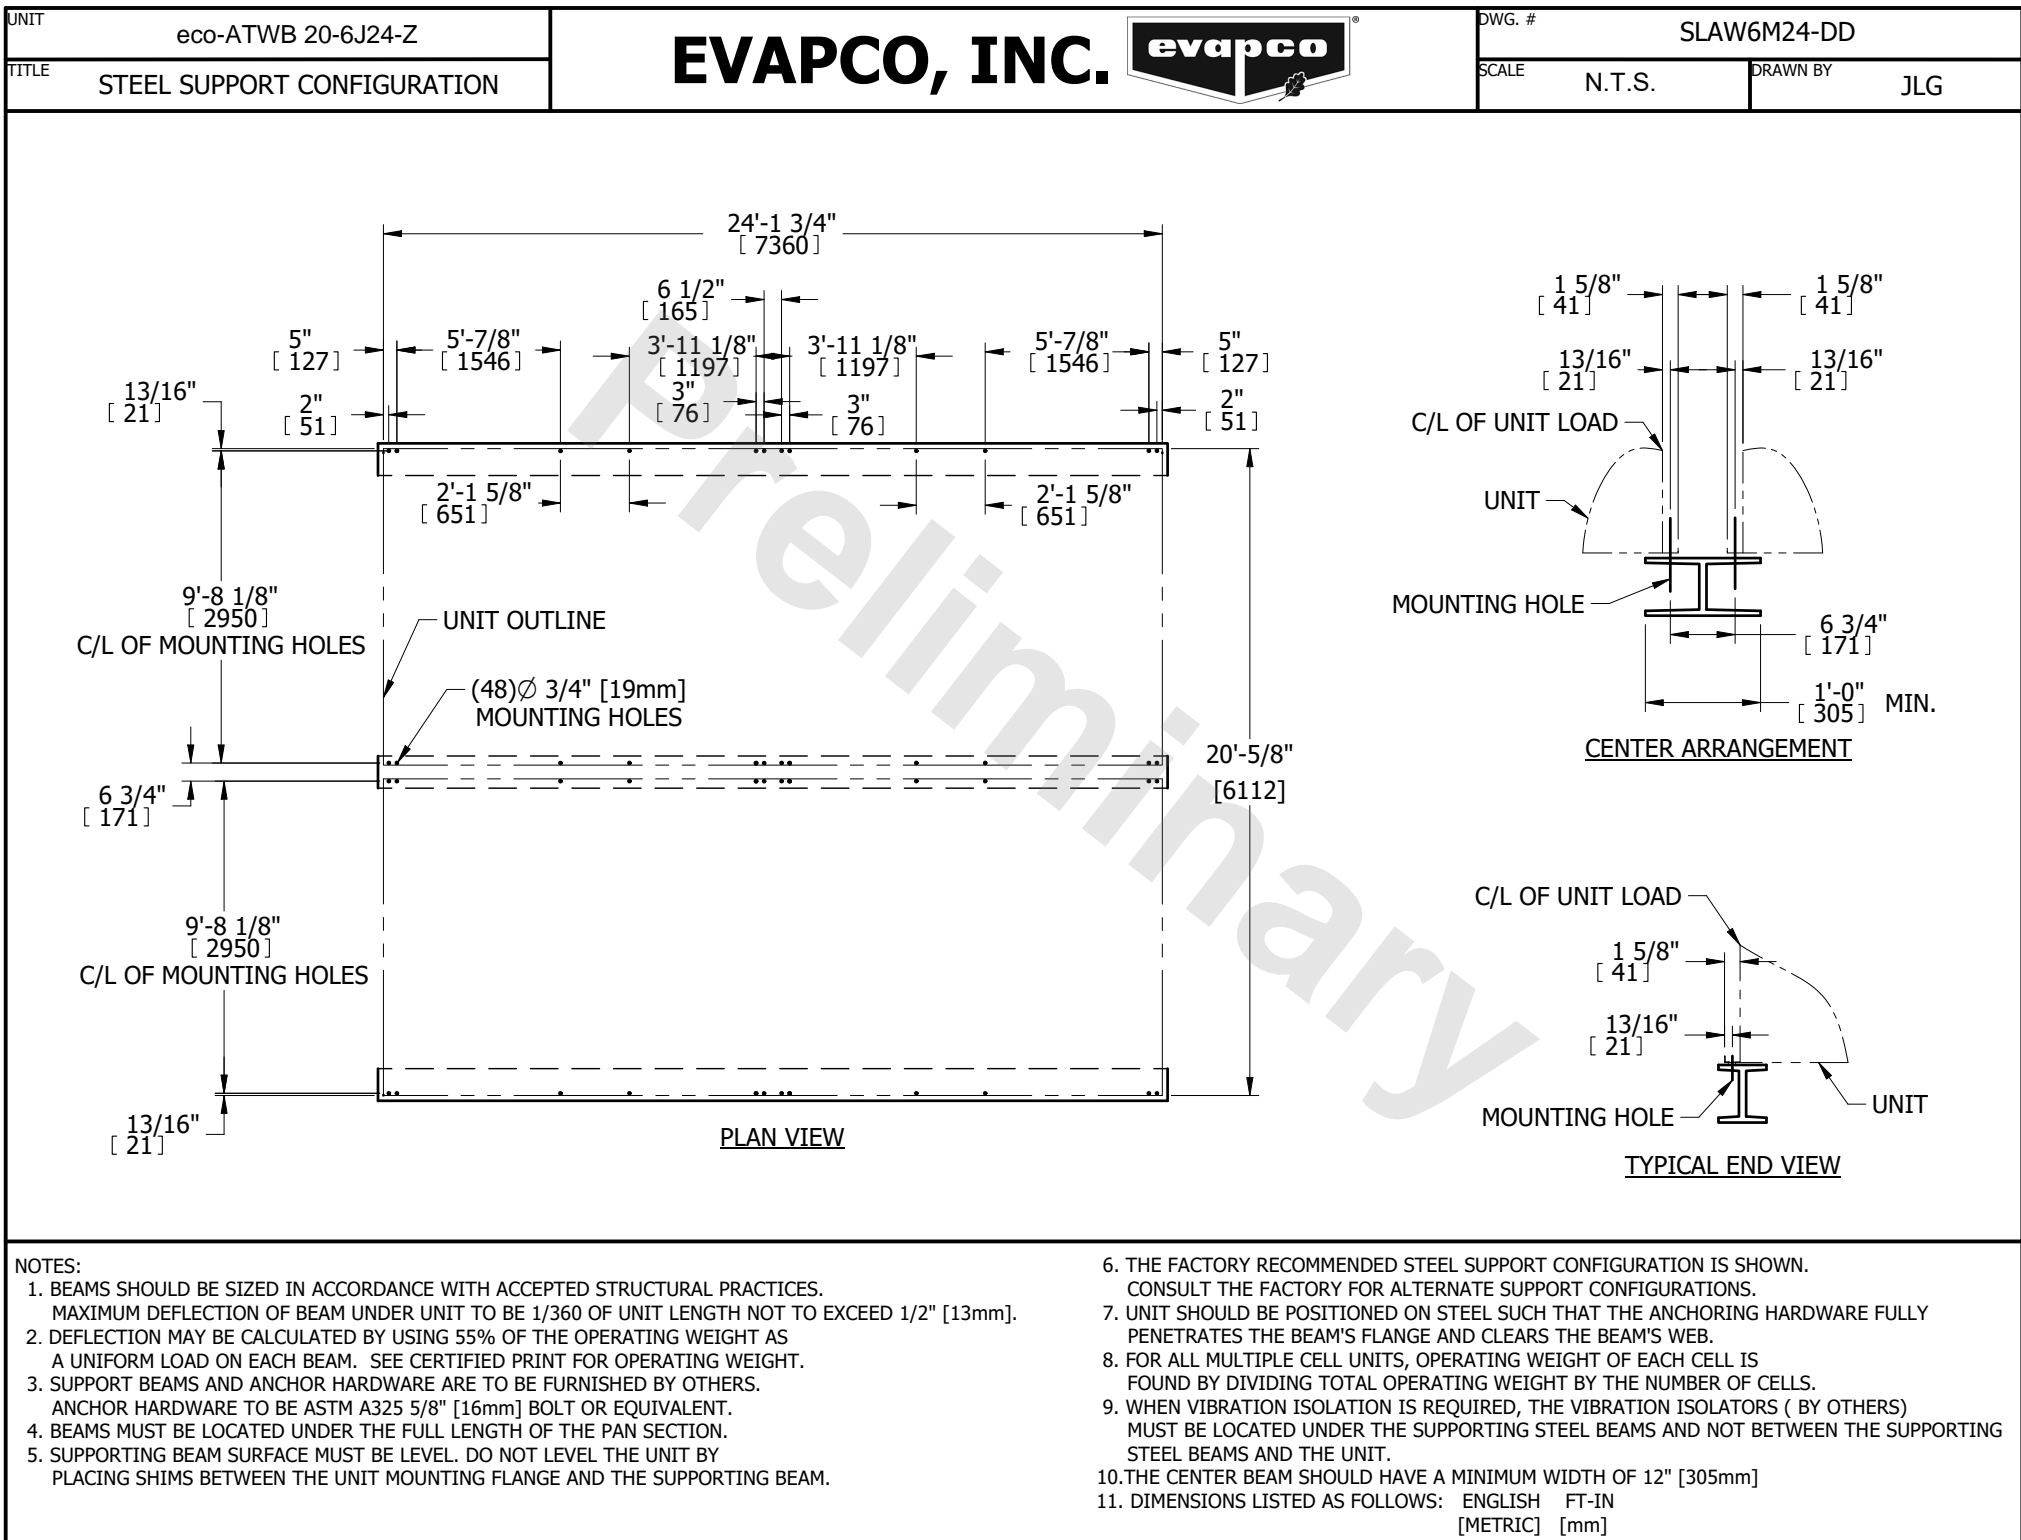 UNIT
eco-ATWB 20-6J24-Z
TITLE
STEEL SUPPORT CONFIGURATION
EVAPCO, INC.
evapco
®
DWG. #
SLAW6M24-DD
SCALE
N.T.S.
DRAWN BY
JLG
24'-1 3/4"
[ 7360]
6 1/2"
[ 165]
5"
[ 127]
5'-7/8"
[ 1546]
3'-11 1/8"
[ 1197]
3'-11 1/8"
[ 1197]
5'-7/8"
[ 1546]
5"
[ 127]
13/16"
[ 21]
2"
[ 51]
3"
[ 76]
3"
[ 76]
2"
[ 51]
2'-1 5/8"
[ 651]
2'-1 5/8"
[ 651]
9'-8 1/8"
[ 2950]
C/L OF MOUNTING HOLES
UNIT OUTLINE
(48)Ø 3/4" [19mm]
MOUNTING HOLES
6 3/4"
[ 171]
20'-5/8"
[6112]
9'-8 1/8"
[ 2950]
C/L OF MOUNTING HOLES
13/16"
[ 21]
PLAN VIEW
Preliminary
1 5/8"
[ 41]
1 5/8"
[ 41]
13/16"
[ 21]
13/16"
[ 21]
C/L OF UNIT LOAD
UNIT
MOUNTING HOLE
6 3/4"
[ 171]
1'-0"
[ 305] MIN.
CENTER ARRANGEMENT
C/L OF UNIT LOAD
1 5/8"
[ 41]
13/16"
[ 21]
MOUNTING HOLE
UNIT
TYPICAL END VIEW
NOTES:
1. BEAMS SHOULD BE SIZED IN ACCORDANCE WITH ACCEPTED STRUCTURAL PRACTICES.
MAXIMUM DEFLECTION OF BEAM UNDER UNIT TO BE 1/360 OF UNIT LENGTH NOT TO EXCEED 1/2" [13mm].
2. DEFLECTION MAY BE CALCULATED BY USING 55% OF THE OPERATING WEIGHT AS
A UNIFORM LOAD ON EACH BEAM. SEE CERTIFIED PRINT FOR OPERATING WEIGHT.
3. SUPPORT BEAMS AND ANCHOR HARDWARE ARE TO BE FURNISHED BY OTHERS.
ANCHOR HARDWARE TO BE ASTM A325 5/8" [16mm] BOLT OR EQUIVALENT.
4. BEAMS MUST BE LOCATED UNDER THE FULL LENGTH OF THE PAN SECTION.
5. SUPPORTING BEAM SURFACE MUST BE LEVEL. DO NOT LEVEL THE UNIT BY
PLACING SHIMS BETWEEN THE UNIT MOUNTING FLANGE AND THE SUPPORTING BEAM.
6. THE FACTORY RECOMMENDED STEEL SUPPORT CONFIGURATION IS SHOWN.
CONSULT THE FACTORY FOR ALTERNATE SUPPORT CONFIGURATIONS.
7. UNIT SHOULD BE POSITIONED ON STEEL SUCH THAT THE ANCHORING HARDWARE FULLY
PENETRATES THE BEAM'S FLANGE AND CLEARS THE BEAM'S WEB.
8. FOR ALL MULTIPLE CELL UNITS, OPERATING WEIGHT OF EACH CELL IS
FOUND BY DIVIDING TOTAL OPERATING WEIGHT BY THE NUMBER OF CELLS.
9. WHEN VIBRATION ISOLATION IS REQUIRED, THE VIBRATION ISOLATORS ( BY OTHERS)
MUST BE LOCATED UNDER THE SUPPORTING STEEL BEAMS AND NOT BETWEEN THE SUPPORTING
STEEL BEAMS AND THE UNIT.
10.THE CENTER BEAM SHOULD HAVE A MINIMUM WIDTH OF 12" [305mm]
11. DIMENSIONS LISTED AS FOLLOWS: ENGLISH FT-IN
[METRIC] [mm]